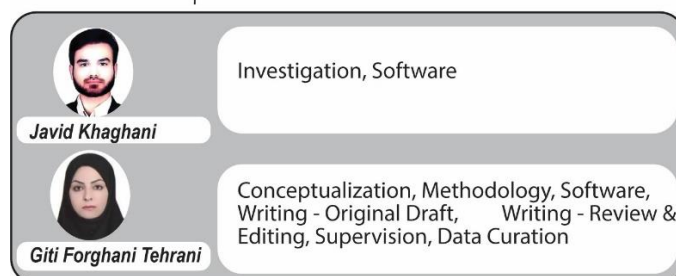 Investigation, Software
Javid Khaghani
Conceptualization, Methodology, Software,
Writing - Original Draft, Writing - Review &
Editing, Supervision, Data Curation
Giti Forghani Tehrani